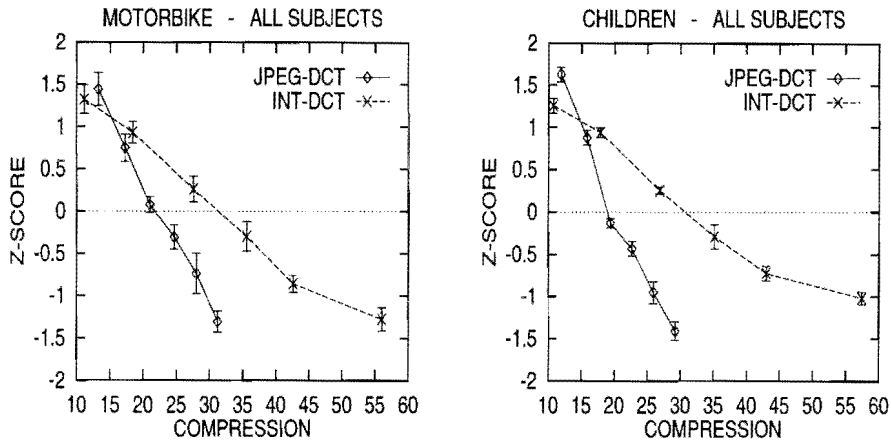 MOTORBIKE - ALL SUBJECTS
JPEG-DCT
INT-DCT
Z-SCORE
2
1.5
1
0.5
0
-0.5
-1
-1.5
-2
10 15 20 25 30 35 40 45 50 55 60
COMPRESSION
CHILDREN - ALL SUBJECTS
JPEG-DCT
INT-DCT
Z-SCORE
2
1.5
1
0.5
0
-0.5
-1
-1.5
-2
10 15 20 25 30 35 40 45 50 55 60
COMPRESSION